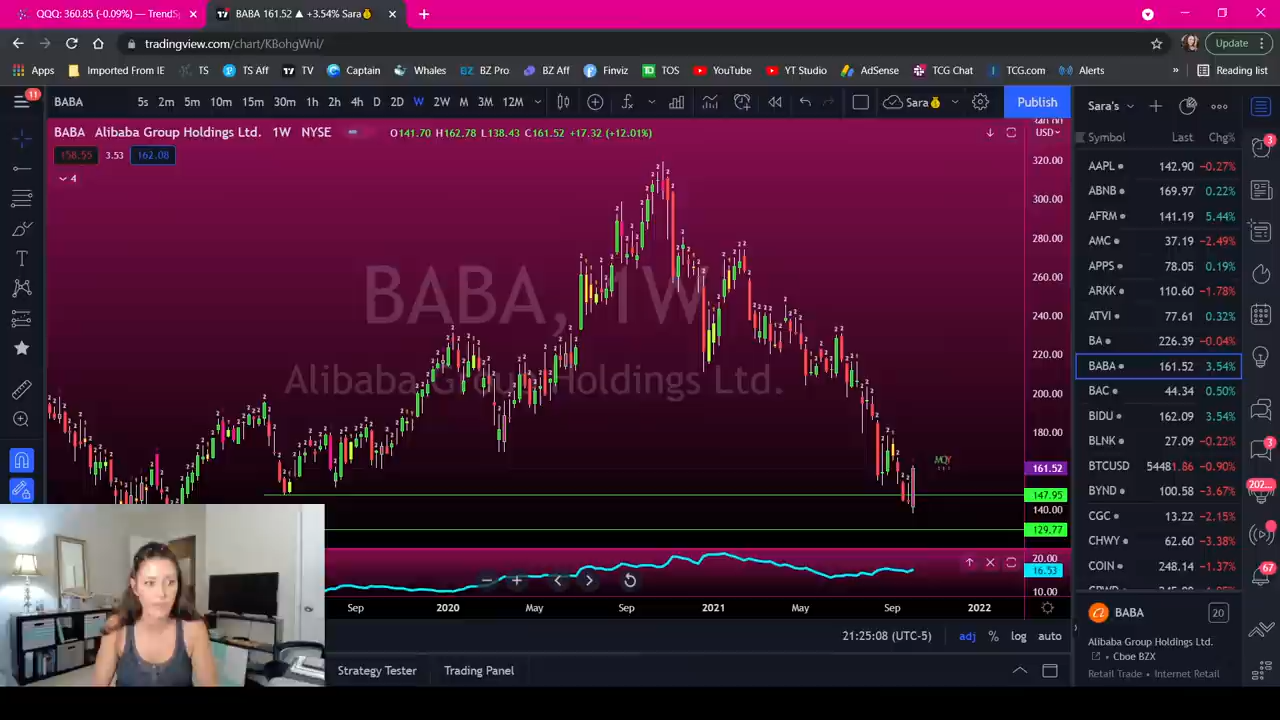 QQQ: 360.85 (-0.09%) — TrendSp
BABA 161.52 ▲ +3.54% Sara💰
tradingview.com/chart/KBohgWnl/
Update
Apps Imported From IE TS TS Aff TV Captain Whales BZ Pro BZ Aff Finviz TOS YouTube YT Studio AdSense TCG Chat TCG.com Alerts » Reading list
11
BABA 5s 2m 5m 10m 15m 30m 1h 2h 4h D 2D W 2W M 3M 12M Sara💰 Publish Sara's
BABA Alibaba Group Holdings Ltd. 1W NYSE O141.70 H162.78 L138.43 C161.52 +17.32 (+12.01%)
158.55 3.53 162.08
4
USD
320.00
300.00
280.00
260.00
240.00
220.00
200.00
180.00
161.52
147.95
140.00
129.77
20.00
16.53
10.00
BABA, 1W
Alibaba Group Holdings Ltd.
Sep 2020 May Sep 2021 May Sep 2022
21:25:08 (UTC-5) adj % log auto
Strategy Tester Trading Panel
Symbol Last Chg%
AAPL 142.90 −0.27%
ABNB 169.97 0.22%
AFRM 141.19 5.44%
AMC 37.19 −2.49%
APPS 78.05 0.19%
ARKK 110.60 −1.78%
ATVI 77.61 0.32%
BA 226.39 −0.04%
BABA 161.52 3.54%
BAC 44.34 0.50%
BIDU 162.09 3.54%
BLNK 27.09 −0.22%
BTCUSD 54481.86 −0.90%
BYND 100.58 −3.67%
CGC 13.22 −2.15%
CHWY 62.60 −3.38%
COIN 248.14 −1.37%
BABA 20
Alibaba Group Holdings Ltd.
Cboe BZX
Retail Trade • Internet Retail
3
3
202...
67